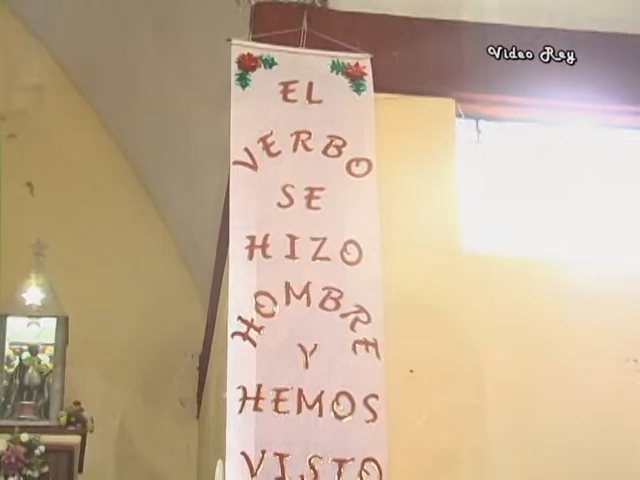 Video Rey
EL
VERBO
SE
HIZO
HOMBRE
Y
HEMOS
VISTO